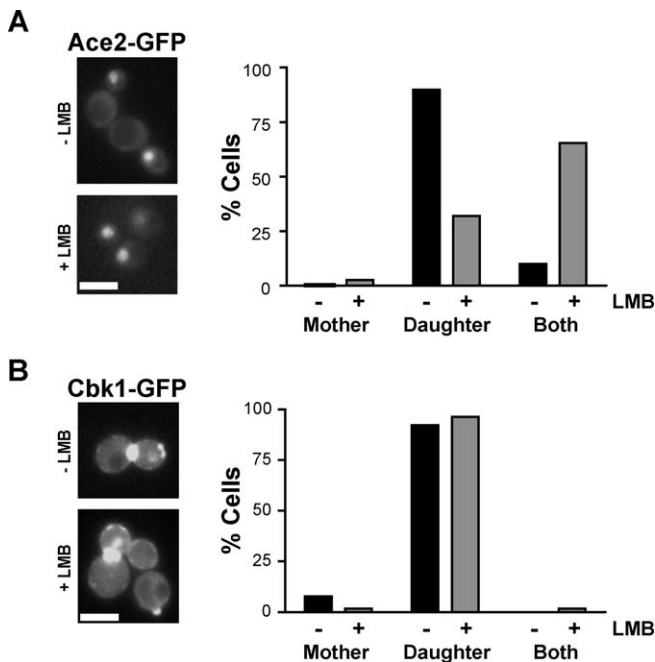 A
Ace2-GFP
- LMB
+ LMB
% Cells
100
75
50
25
0
- + - + - + LMB
Mother Daughter Both
B
Cbk1-GFP
- LMB
+ LMB
% Cells
100
75
50
25
0
- + - + - + LMB
Mother Daughter Both